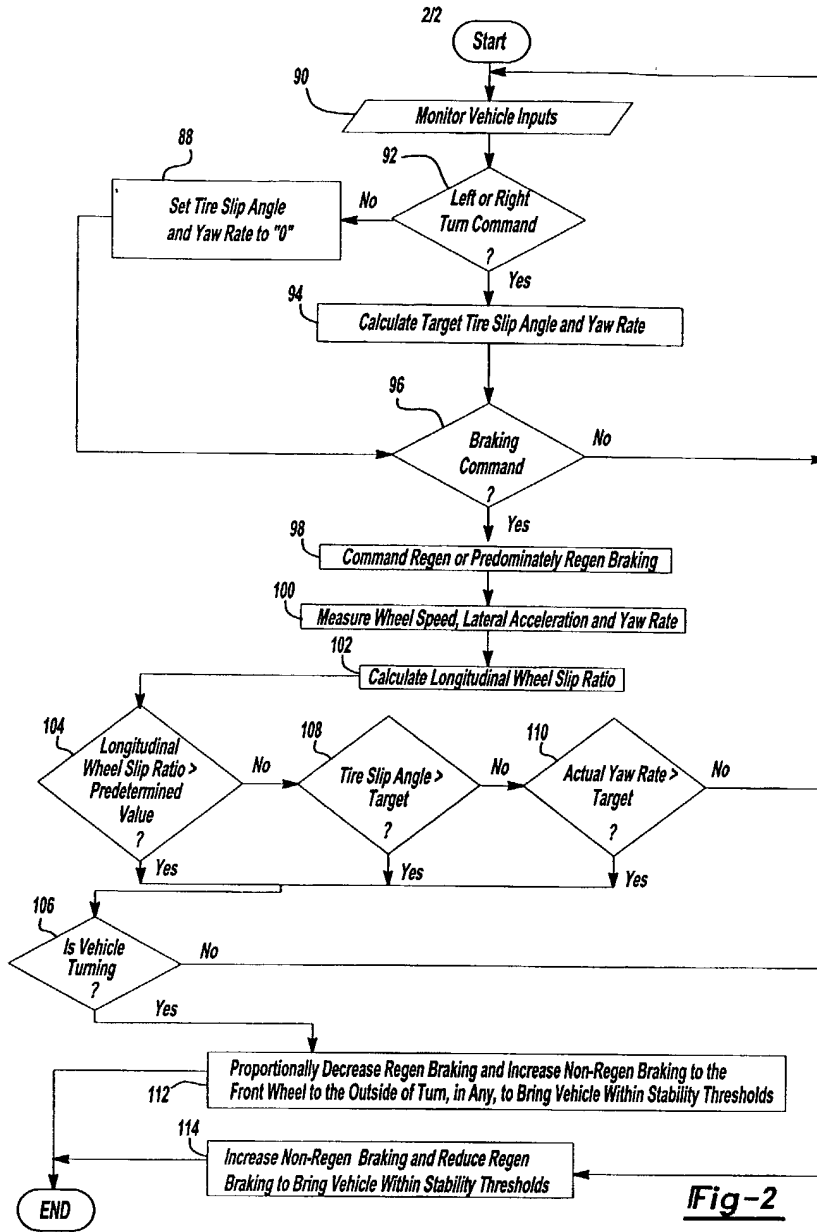 2/2
Start
90
Monitor Vehicle Inputs
88
92
Set Tire Slip Angle
and Yaw Rate to "0"
No
Left or Right
Turn Command
?
Yes
94
Calculate Target Tire Slip Angle and Yaw Rate
96
Braking
Command
?
No
Yes
98
Command Regen or Predominately Regen Braking
100
Measure Wheel Speed, Lateral Acceleration and Yaw Rate
102
Calculate Longitudinal Wheel Slip Ratio
104
Longitudinal
Wheel Slip Ratio >
Predetermined
Value
?
No
Yes
108
Tire Slip Angle >
Target
?
No
Yes
110
Actual Yaw Rate >
Target
?
No
Yes
106
Is Vehicle
Turning
?
No
Yes
Proportionally Decrease Regen Braking and Increase Non-Regen Braking to the
Front Wheel to the Outside of Turn, in Any, to Bring Vehicle Within Stability Thresholds
112
114
Increase Non-Regen Braking and Reduce Regen
Braking to Bring Vehicle Within Stability Thresholds
END
Fig-2